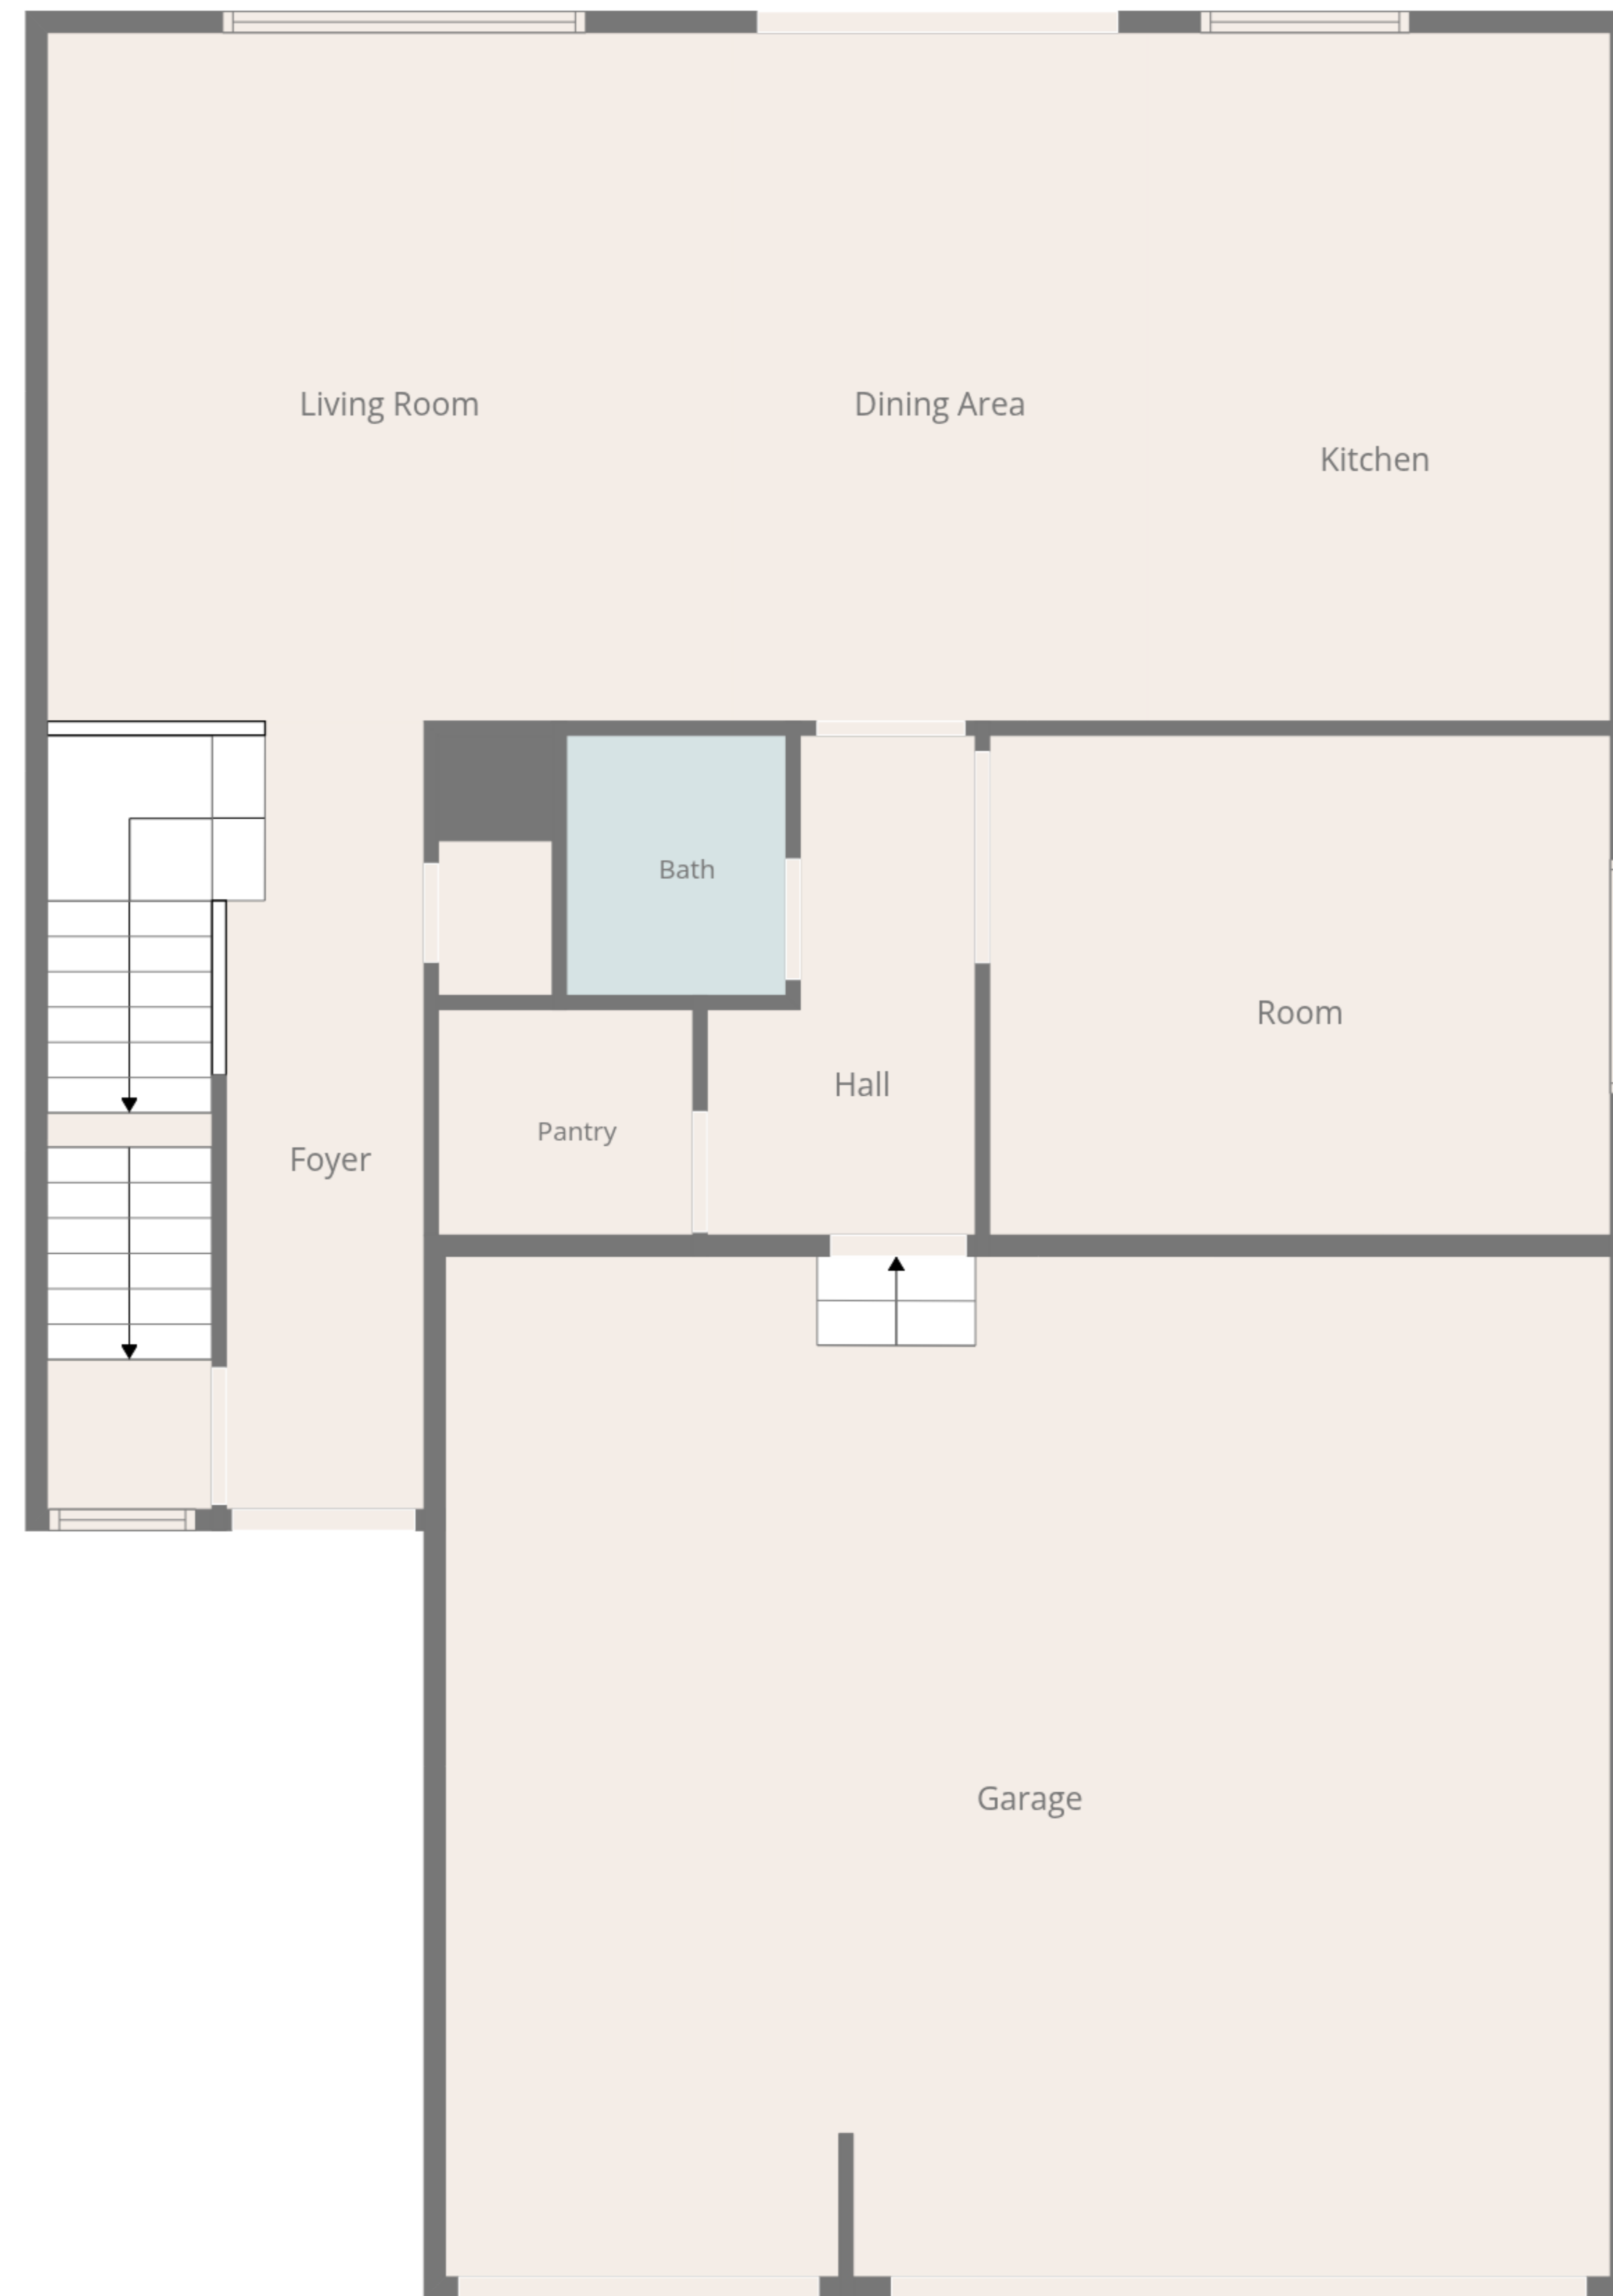 Living Room
Dining Area
Kitchen
Bath
Room
Hall
Pantry
Foyer
Garage